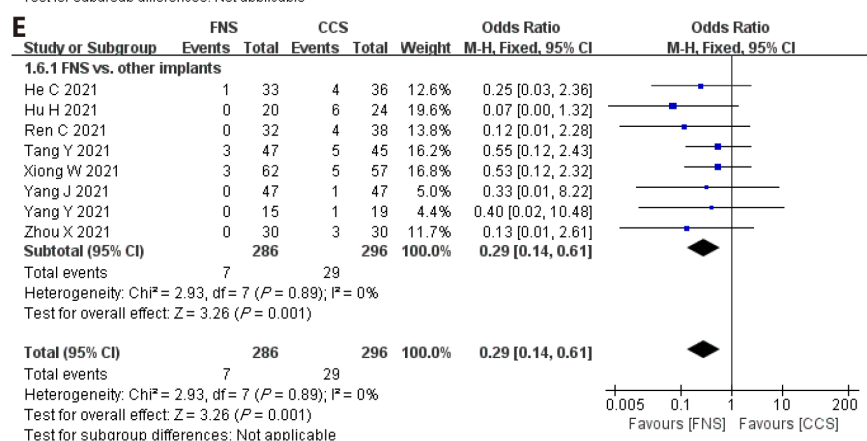 Test for subgroup differences: Not applicable
E
FNS CCS Odds Ratio Odds Ratio
Study or Subgroup Events Total Events Total Weight M-H, Fixed, 95% CI M-H, Fixed, 95% CI
1.6.1 FNS vs. other implants
He C 2021 1 33 4 36 12.6% 0.25 [0.03, 2.36]
Hu H 2021 0 20 6 24 19.6% 0.07 [0.00, 1.32]
Ren C 2021 0 32 4 38 13.8% 0.12 [0.01, 2.28]
Tang Y 2021 3 47 5 45 16.2% 0.55 [0.12, 2.43]
Xiong W 2021 3 62 5 57 16.8% 0.53 [0.12, 2.32]
Yang J 2021 0 47 1 47 5.0% 0.33 [0.01, 8.22]
Yang Y 2021 0 15 1 19 4.4% 0.40 [0.02, 10.48]
Zhou X 2021 0 30 3 30 11.7% 0.13 [0.01, 2.61]
Subtotal (95% CI) 286 296 100.0% 0.29 [0.14, 0.61]
Total events 7 29
Heterogeneity: Chi² = 2.93, df = 7 (P = 0.89); I² = 0%
Test for overall effect: Z = 3.26 (P = 0.001)
Total (95% CI) 286 296 100.0% 0.29 [0.14, 0.61]
Total events 7 29
Heterogeneity: Chi² = 2.93, df = 7 (P = 0.89); I² = 0%
Test for overall effect: Z = 3.26 (P = 0.001)
Test for subgroup differences: Not applicable
0.005 0.1 1 10 200
Favours [FNS] Favours [CCS]